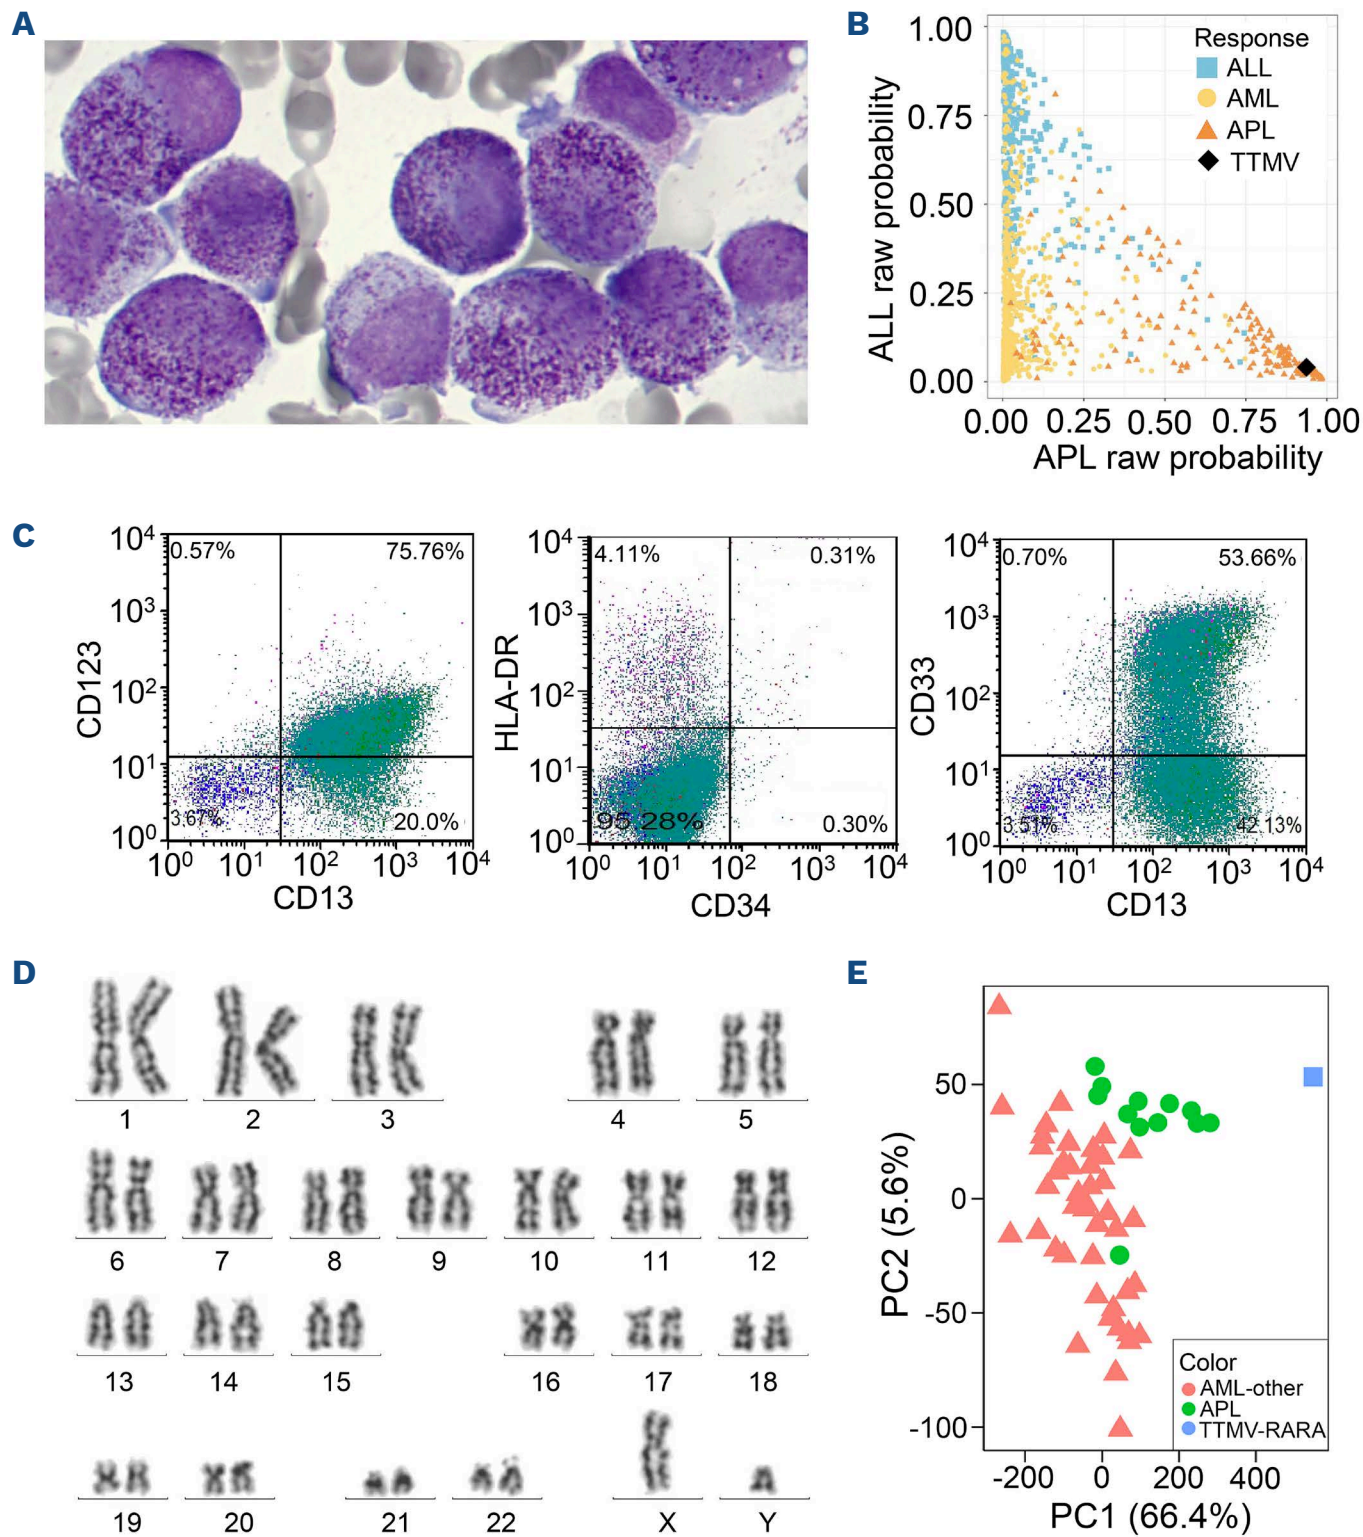 A
B
1.00
0.75
0.50
0.25
0.00
ALL raw probability
0.00 0.25 0.50 0.75 1.00
APL raw probability
Response
ALL
AML
APL
TTMV
C
10⁴
10³
10²
10¹
10⁰
CD123
0.57%
75.76%
3.67%
20.0%
10⁰ 10¹ 10² 10³ 10⁴
CD13
10⁴
10³
10²
10¹
10⁰
HLA-DR
4.11%
0.31%
95.28%
0.30%
10⁰ 10¹ 10² 10³ 10⁴
CD34
10⁴
10³
10²
10¹
10⁰
CD33
0.70%
53.66%
3.51%
42.13%
10⁰ 10¹ 10² 10³ 10⁴
CD13
D
1 2 3 4 5
6 7 8 9 10 11 12
13 14 15 16 17 18
19 20 21 22 X Y
E
50
0
-50
-100
PC2 (5.6%)
-200 0 200 400
PC1 (66.4%)
Color
AML-other
APL
TTMV-RARA